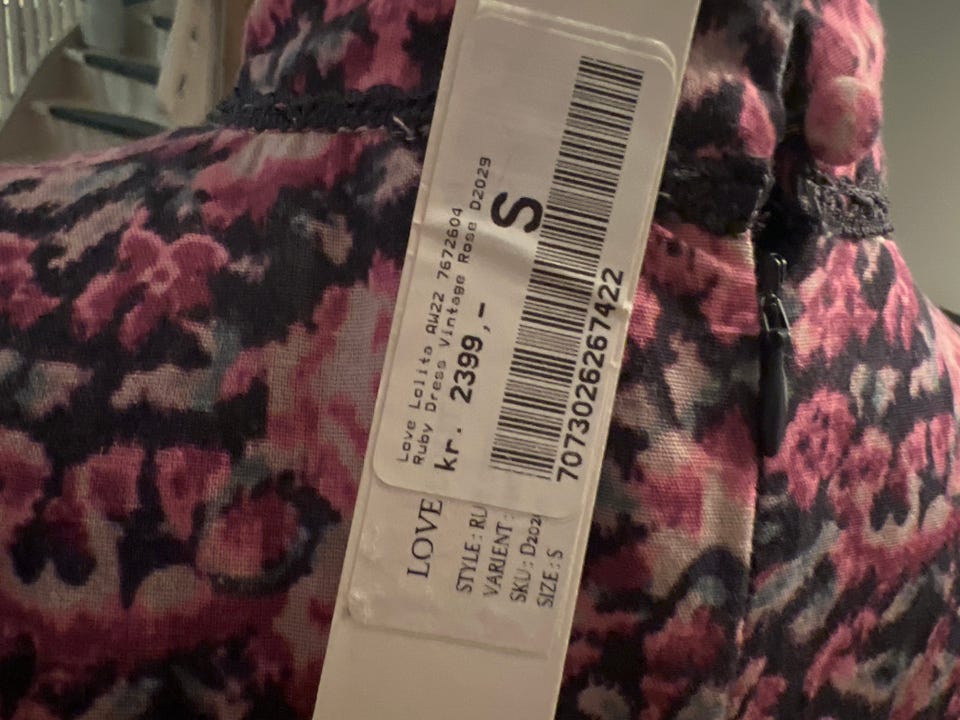 Love Lolita AW22 7672604
Ruby Dress Vintage Rose D2029
kr. 2399,-
S
7073026267422
LOVE
STYLE: RU
VARIENT:
SKU: D202
SIZE: S